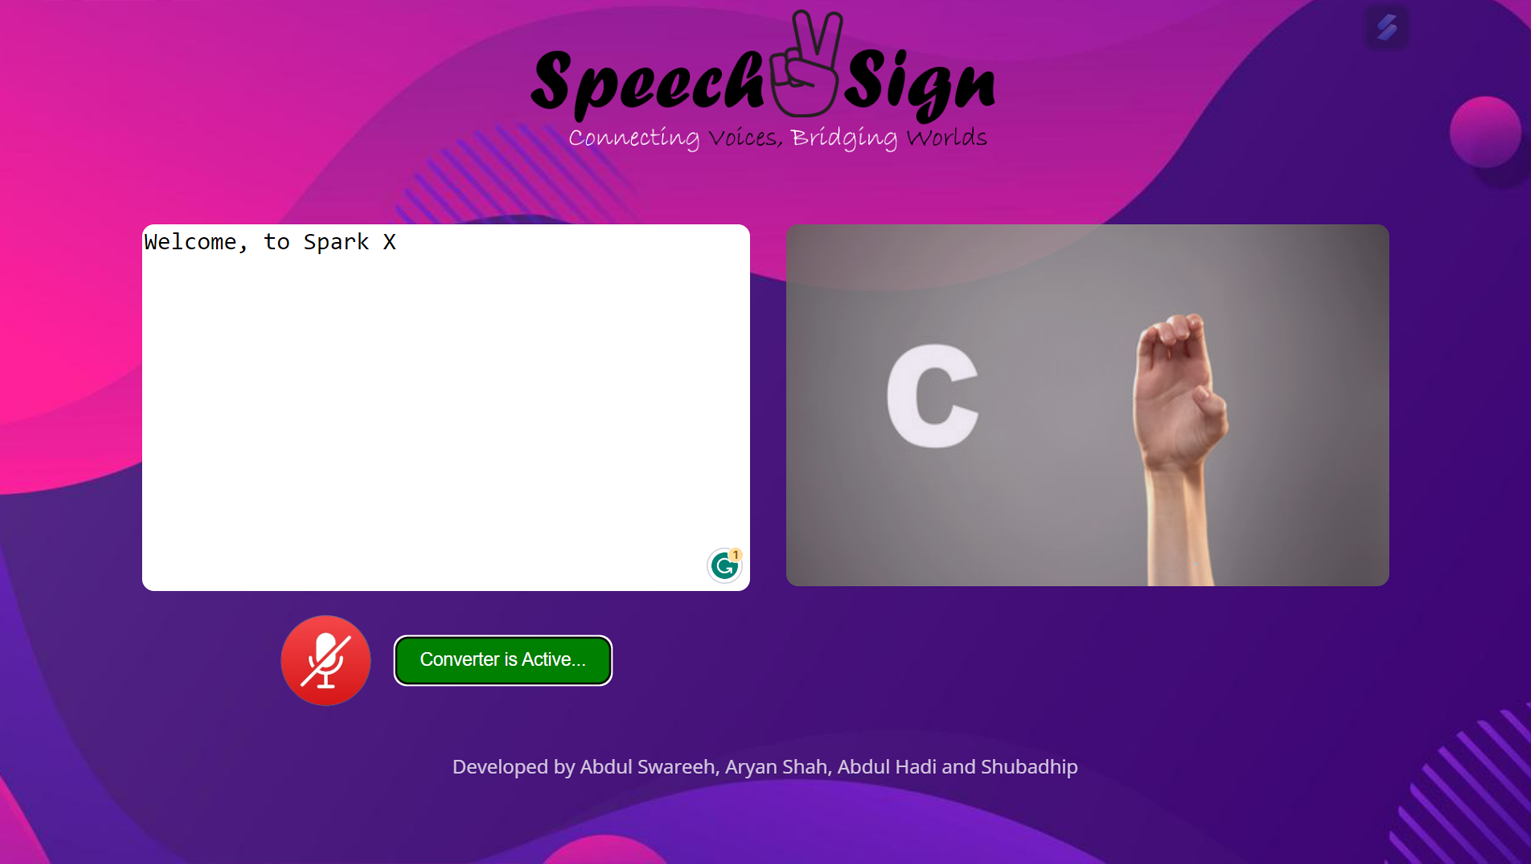 Speech Sign
Connecting Voices, Bridging Worlds
Welcome, to Spark X
C
1
Converter is Active...
Developed by Abdul Swareeh, Aryan Shah, Abdul Hadi and Shubadhip